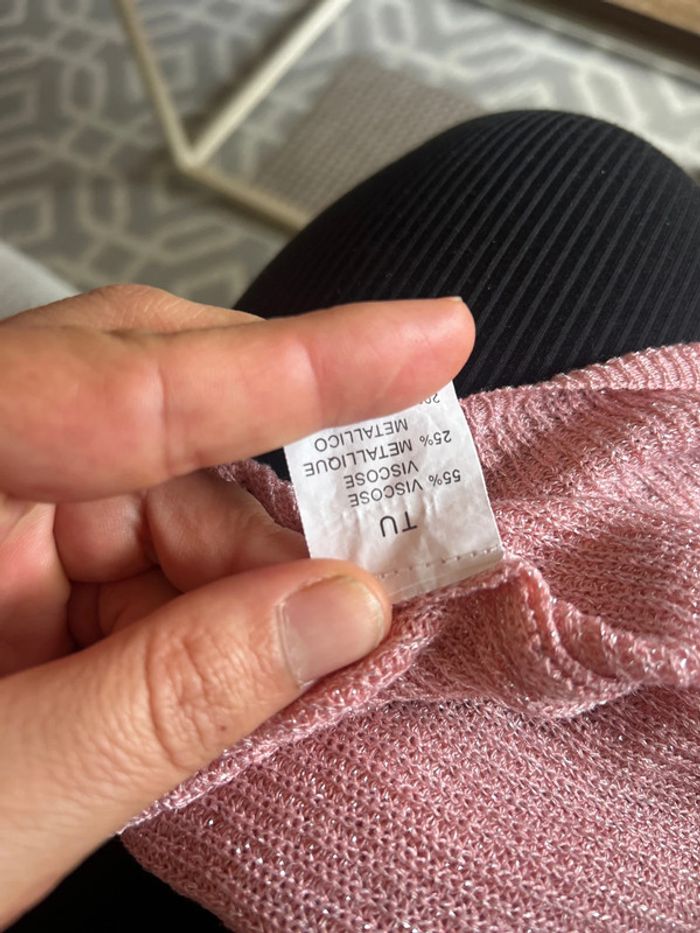 TU
55% VISCOSE
VISCOSE
25% METALLIQUE
METALLICO